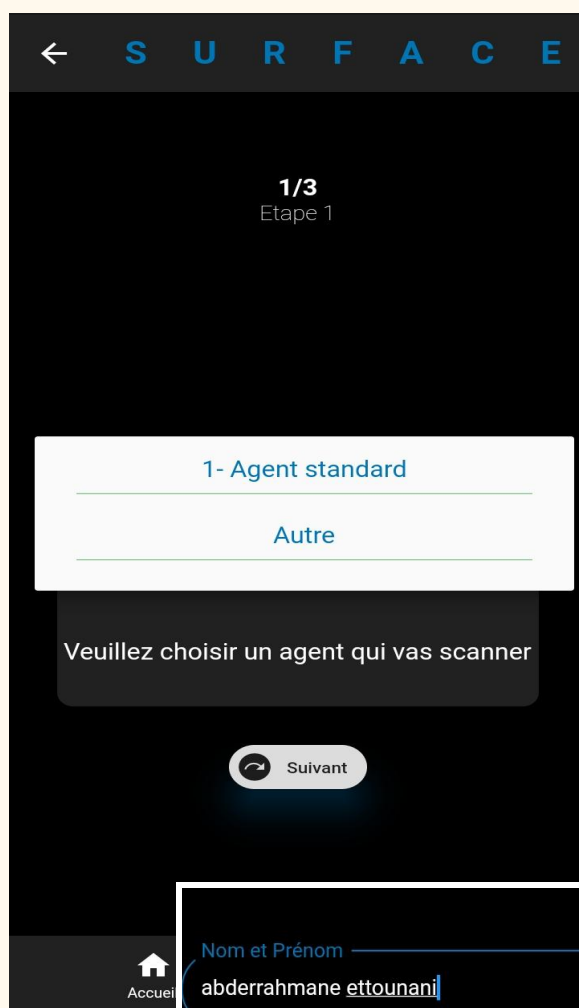 S U R F A C E
1/3
Etape 1
1- Agent standard
Autre
Veuillez choisir un agent qui vas scanner
Suivant
Nom et Prénom
abderrahmane ettounani
Accueil